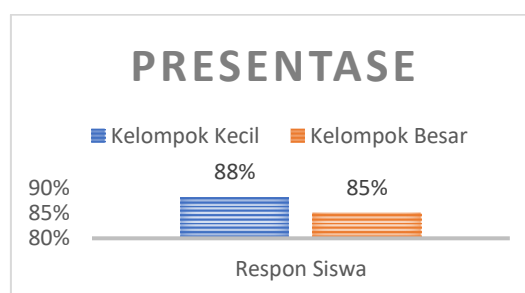 PRESENTASE
Kelompok Kecil Kelompok Besar
88% 85%
90%
85%
80%
Respon Siswa